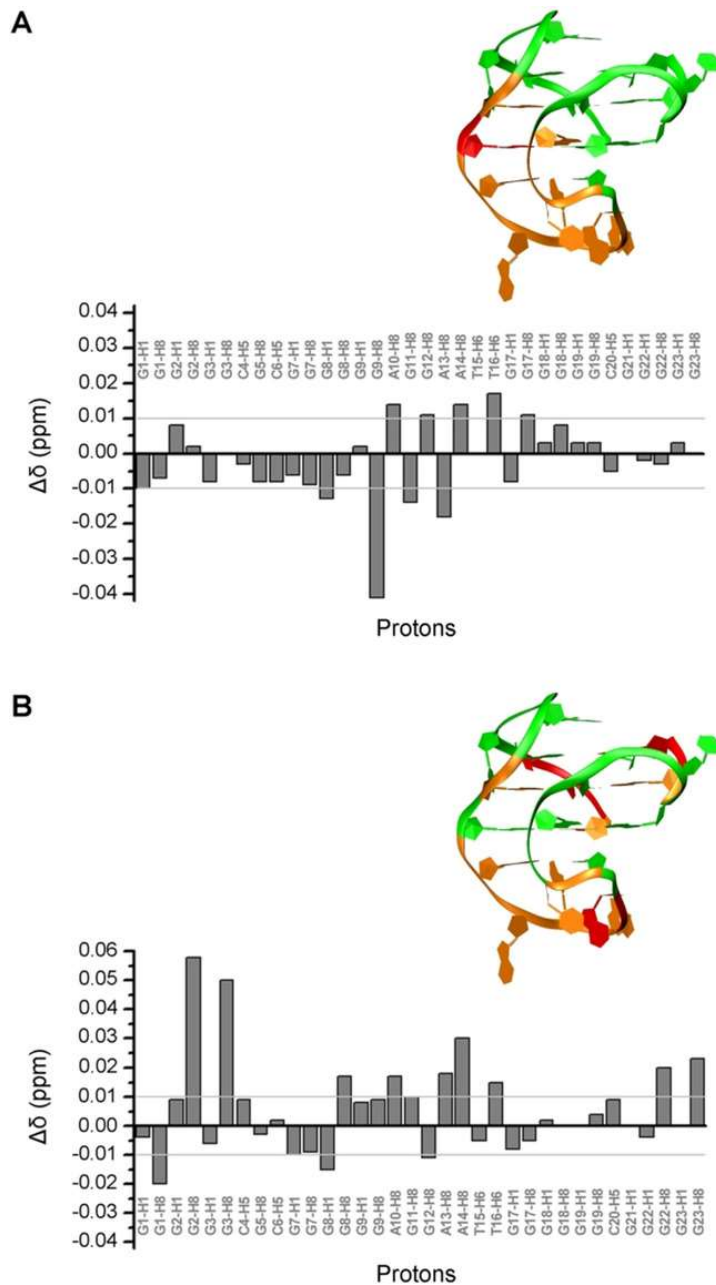 A
0.04
0.03
0.02
0.01
0.00
-0.01
-0.02
-0.03
-0.04
Δδ (ppm)
G1-H1
G1-H8
G2-H1
G2-H8
G3-H1
G3-H8
C4-H5
G5-H8
C6-H5
G7-H1
G7-H8
G8-H1
G8-H8
G9-H1
G9-H8
A10-H8
G11-H8
G12-H8
A13-H8
A14-H8
T15-H6
T16-H6
G17-H1
G17-H8
G18-H1
G18-H8
G19-H1
G19-H8
C20-H5
G21-H1
G22-H1
G22-H8
G23-H1
G23-H8
Protons
B
0.06
0.05
0.04
0.03
0.02
0.01
0.00
-0.01
-0.02
-0.03
-0.04
Δδ (ppm)
G1-H1
G1-H8
G2-H1
G2-H8
G3-H1
G3-H8
C4-H5
G5-H8
C6-H5
G7-H1
G7-H8
G8-H1
G8-H8
G9-H1
G9-H8
A10-H8
G11-H8
G12-H8
A13-H8
A14-H8
T15-H6
T16-H6
G17-H1
G17-H8
G18-H1
G18-H8
G19-H1
G19-H8
C20-H5
G21-H1
G22-H1
G22-H8
G23-H1
G23-H8
Protons